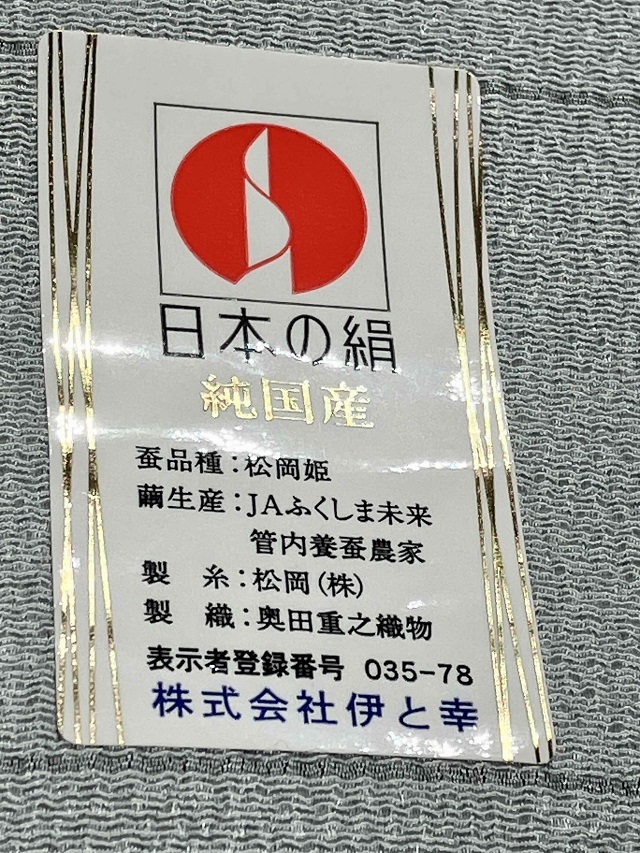 日本の絹
純国産
蚕品種：松岡姫
繭生産：JAふくしま未来
管内養蚕農家
製　糸：松岡（株）
製　織：奥田重之織物
表示者登録番号 035-78
株式会社伊と幸